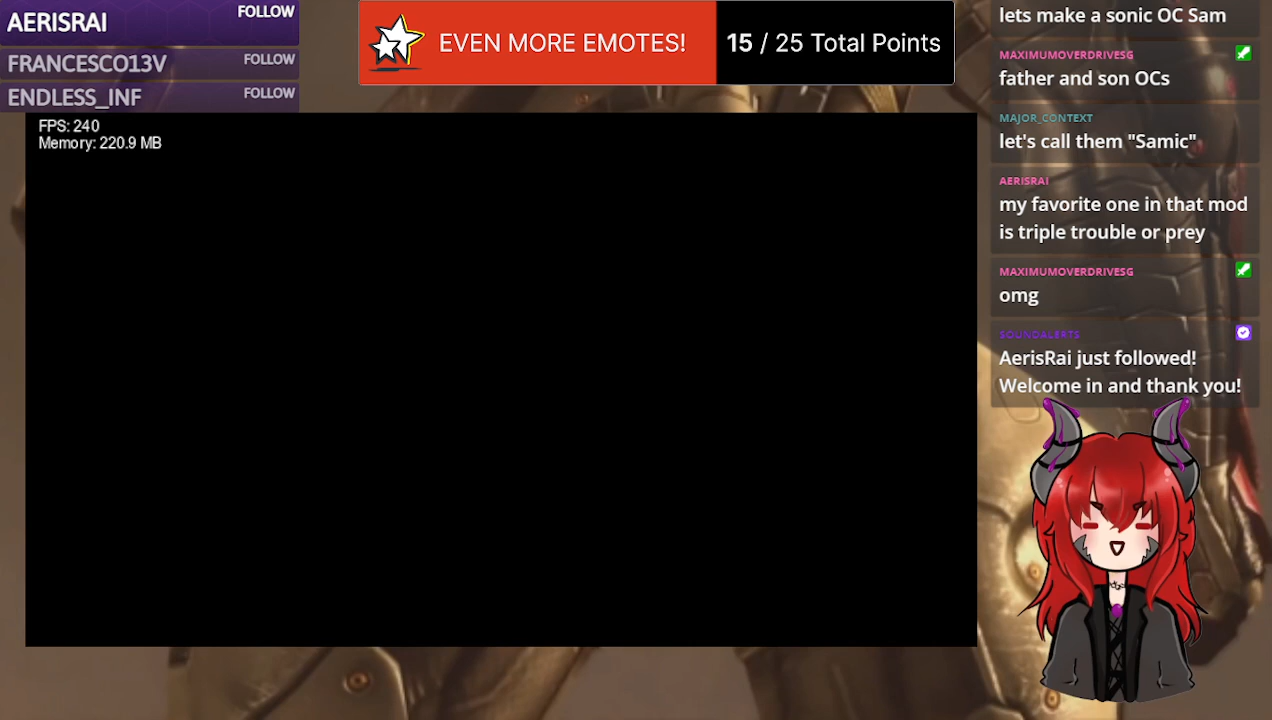 AERISRAI FOLLOW
FRANCESCO13V FOLLOW
ENDLESS_INF FOLLOW
EVEN MORE EMOTES! 15 / 25 Total Points
FPS: 240
Memory: 220.9 MB
lets make a sonic OC Sam
MAXIMUMOVERDRIVESG
father and son OCs
MAJOR_CONTEXT
let's call them "Samic"
AERISRAI
my favorite one in that mod
is triple trouble or prey
MAXIMUMOVERDRIVESG
omg
SOUNDALERTS
AerisRai just followed!
Welcome in and thank you!